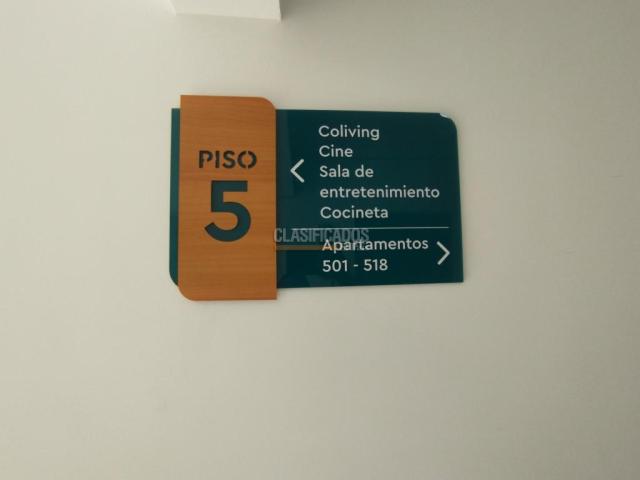 PISO
5
Coliving
Cine
Sala de
entretenimiento
Cocineta
CLASIFICADOS
Apartamentos
501 - 518